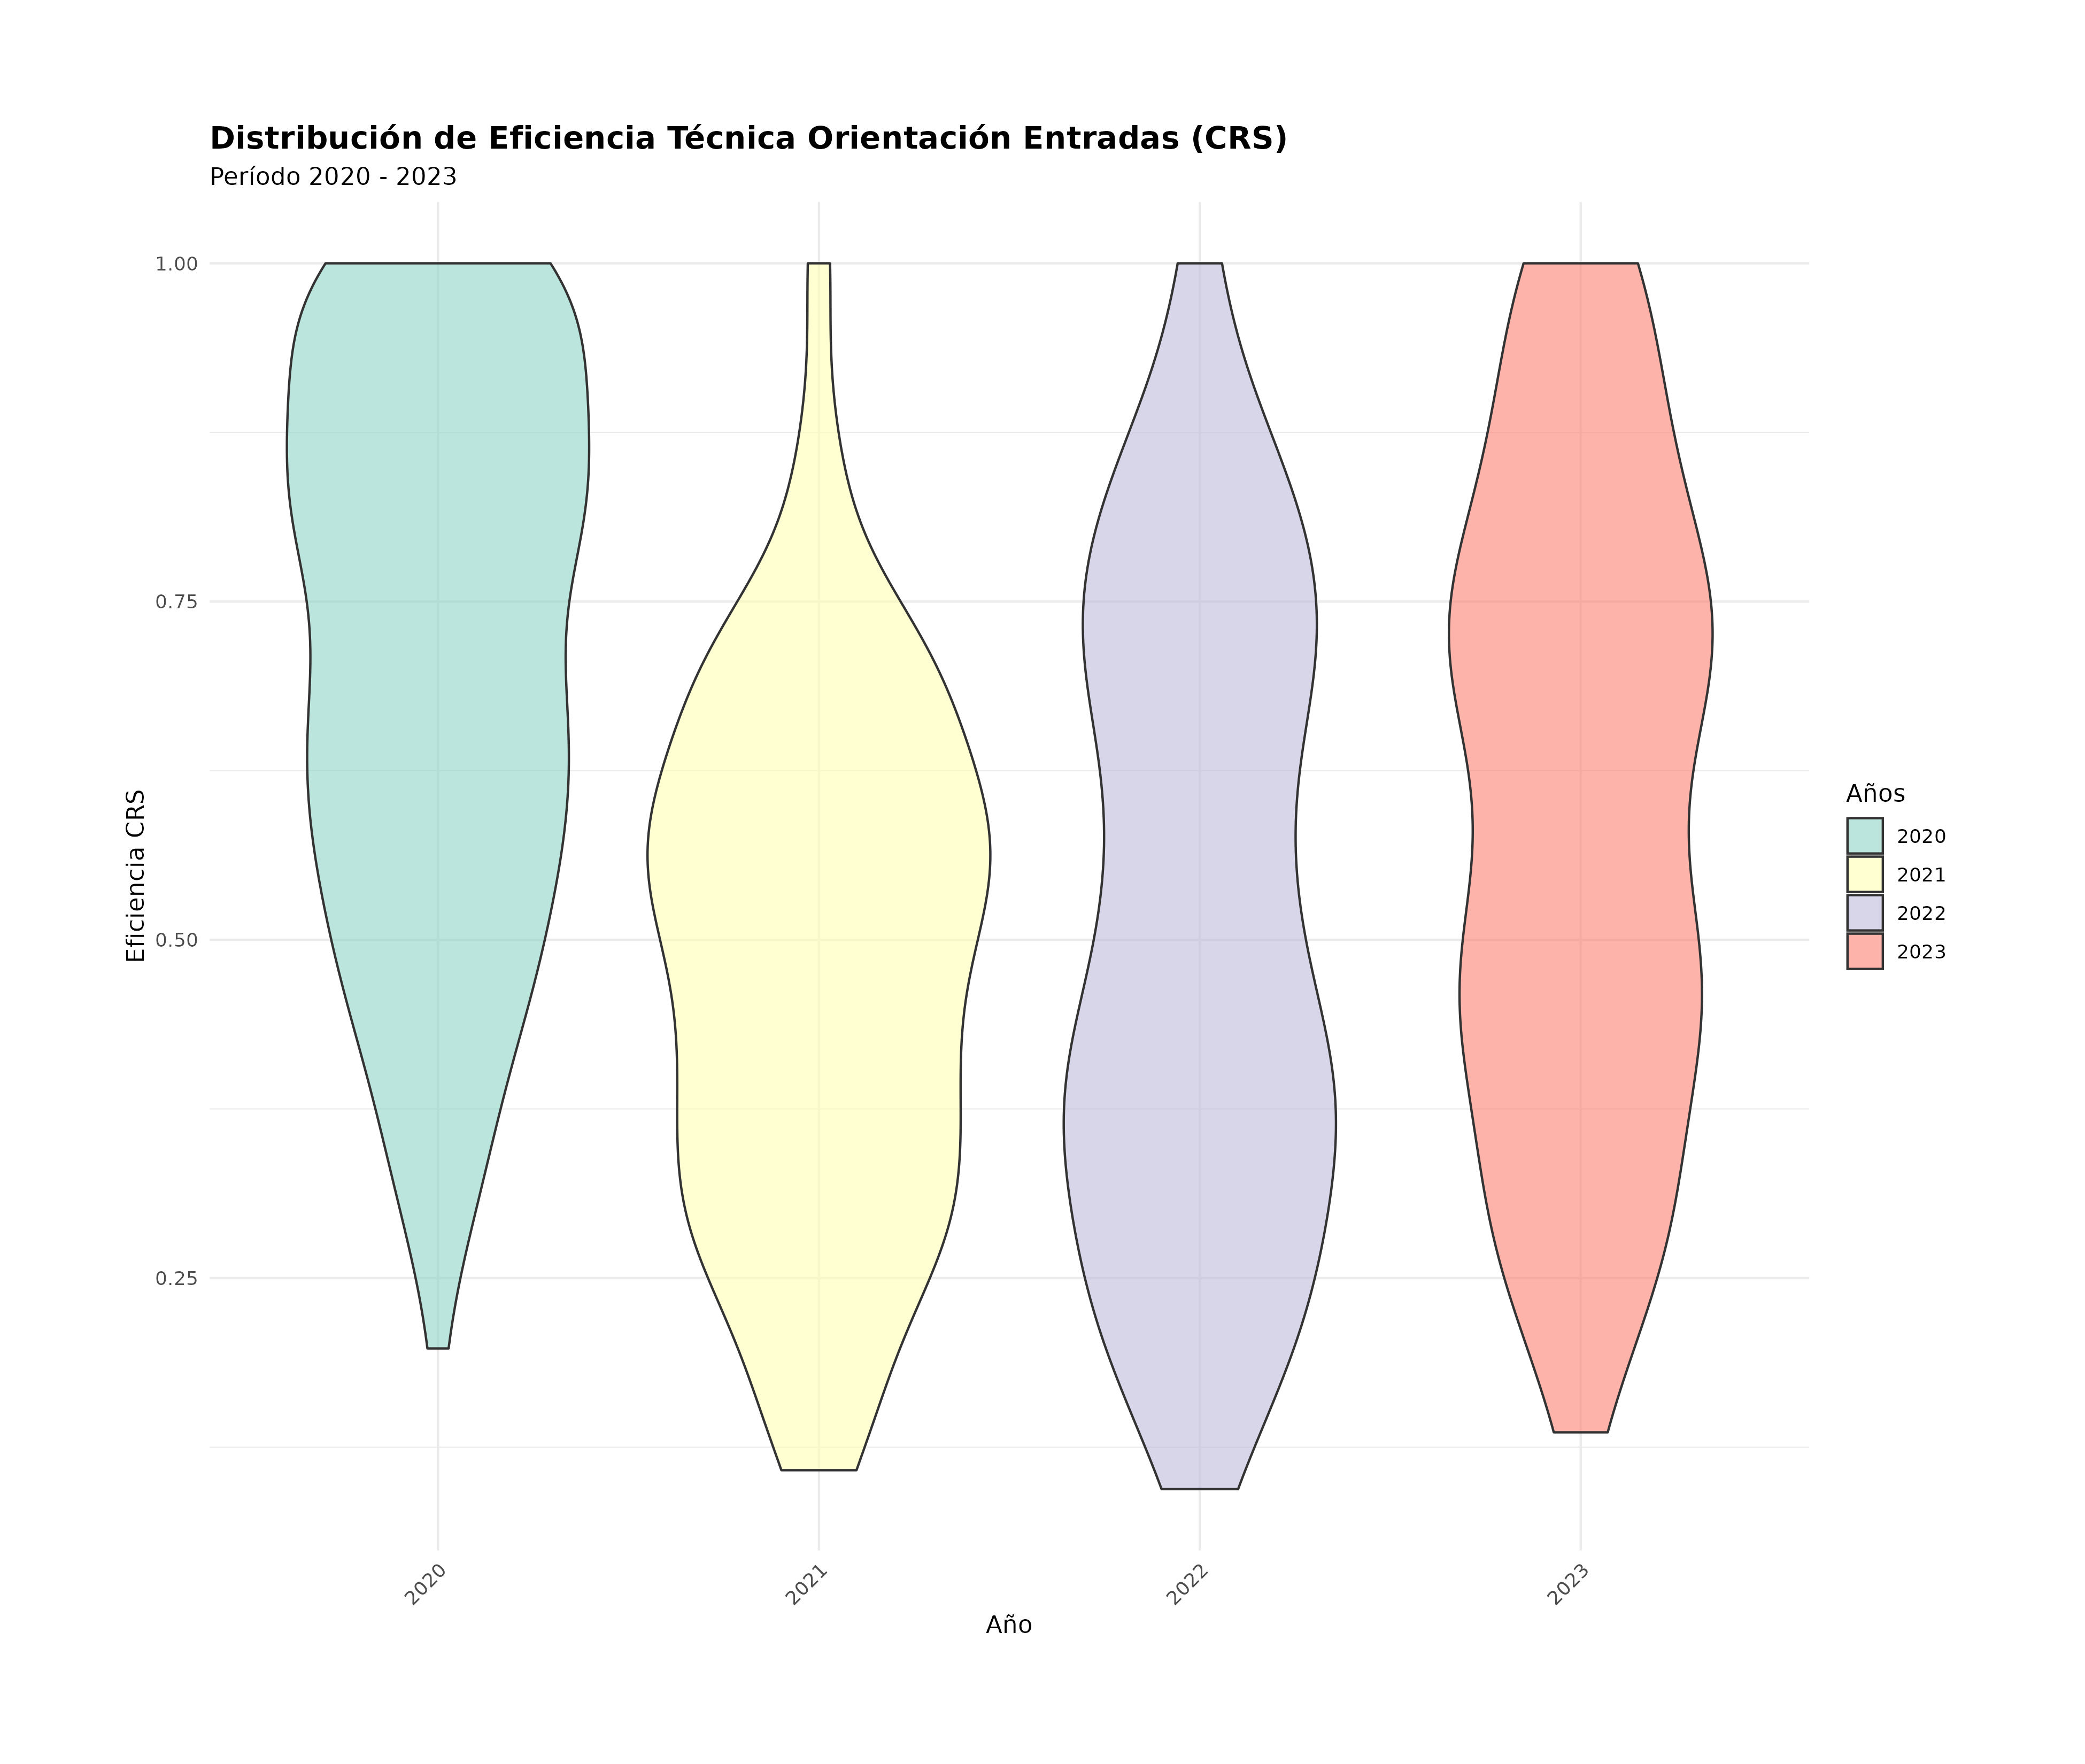 Distribución de Eficiencia Técnica Orientación Entradas (CRS)
Período 2020 - 2023
Eficiencia CRS
1.00
0.75
0.50
0.25
2020
2021
2022
2023
Año
Años
2020
2021
2022
2023